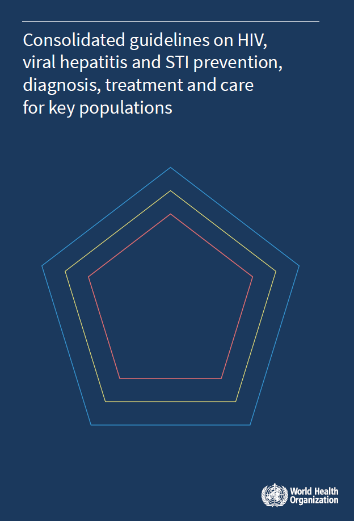 Consolidated guidelines on HIV,
viral hepatitis and STI prevention,
diagnosis, treatment and care
for key populations
World Health
Organization